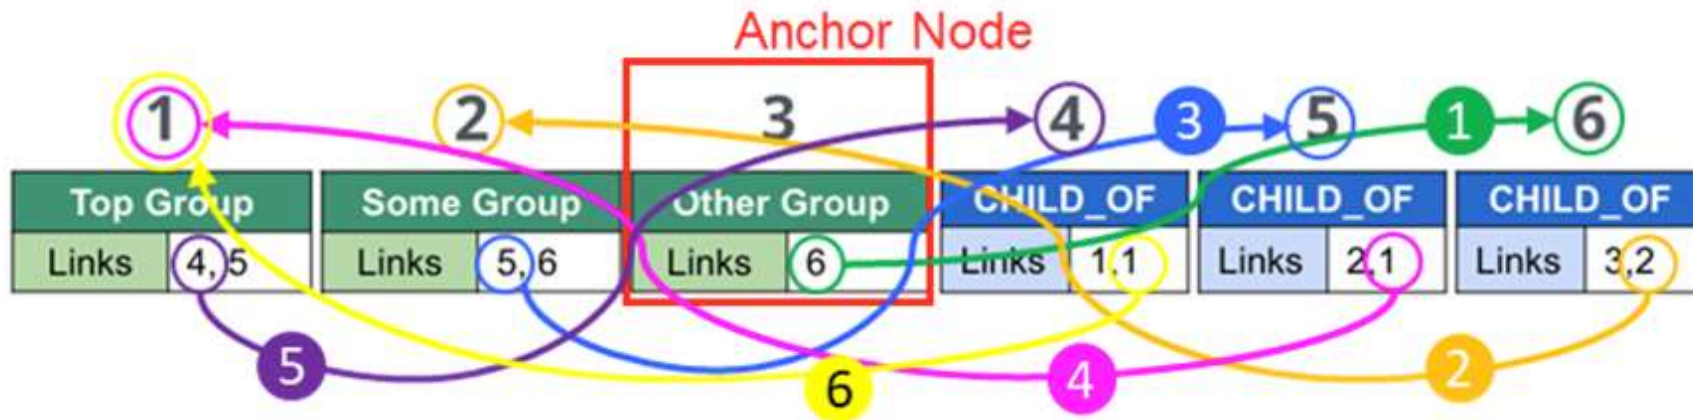 Anchor Node
1 2 3 4 3 5 1 6
Top Group Some Group Other Group CHILD_OF CHILD_OF CHILD_OF
Links 4,5 Links 5,6 Links 6 Links 1,1 Links 2,1 Links 3,2
5 6 4 2